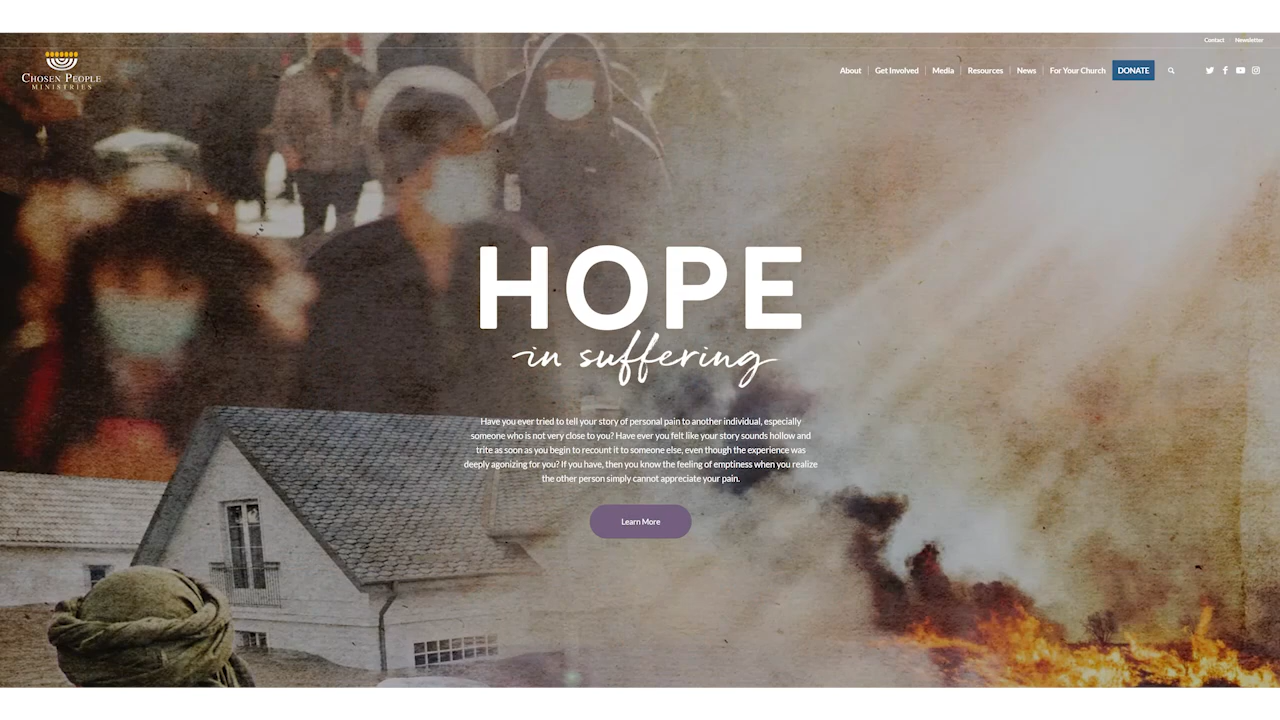 Contact
Newsletter
CHOSEN PEOPLE
MINISTRIES
About
Get Involved
Media
Resources
News
For Your Church
DONATE
HOPE
in suffering
Have you ever tried to tell your story of personal pain to another individual, especially
someone who is not very close to you? Have ever you felt like your story sounds hollow and
trite as soon as you begin to recount it to someone else, even though the experience was
deeply agonizing for you? If you have, then you know the feeling of emptiness when you realize
the other person simply cannot appreciate your pain.
Learn More